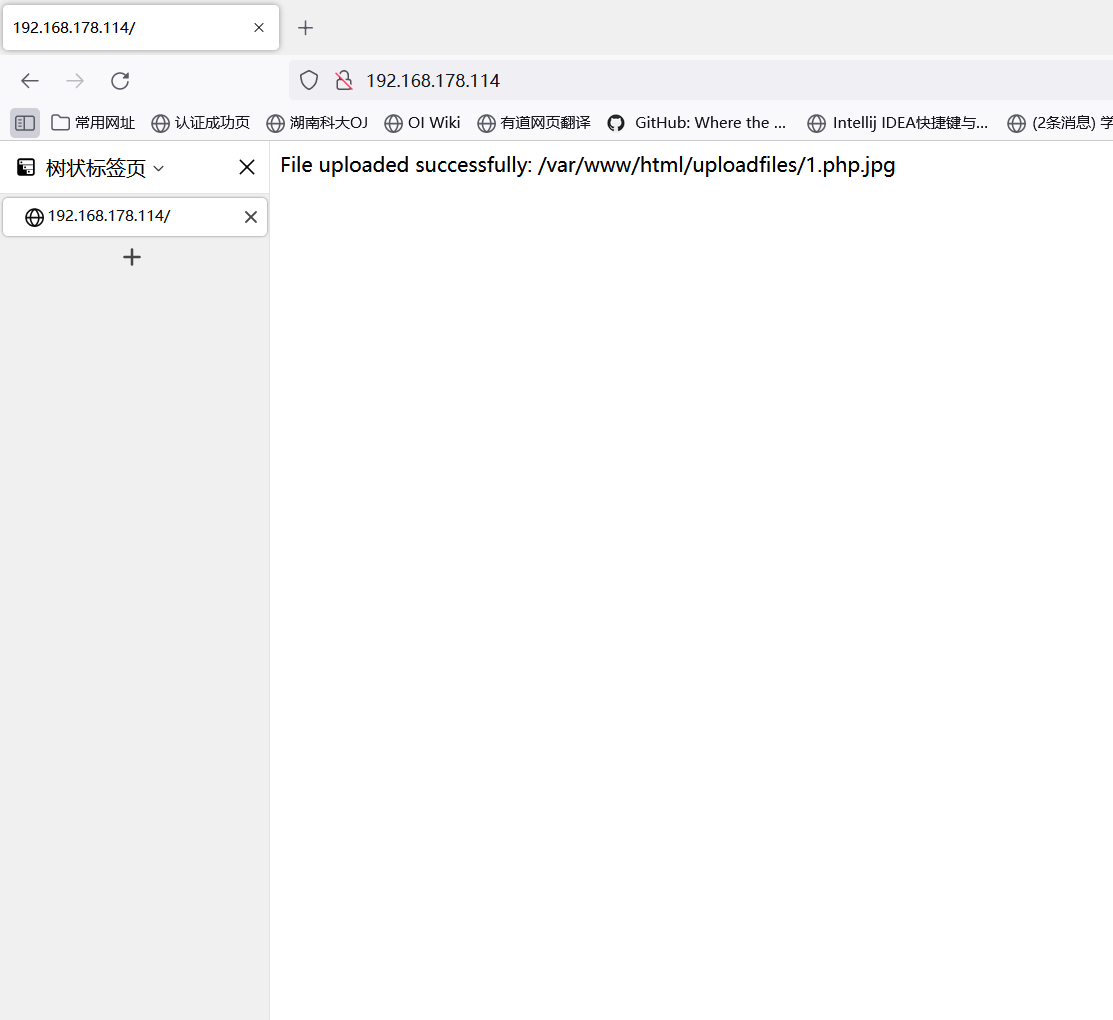 192.168.178.114/
192.168.178.114
常用网址 认证成功页 湖南科大OJ OI Wiki 有道网页翻译 GitHub: Where the ... Intellij IDEA快捷键与... (2条消息) 学
树状标签页
File uploaded successfully: /var/www/html/uploadfiles/1.php.jpg
192.168.178.114/